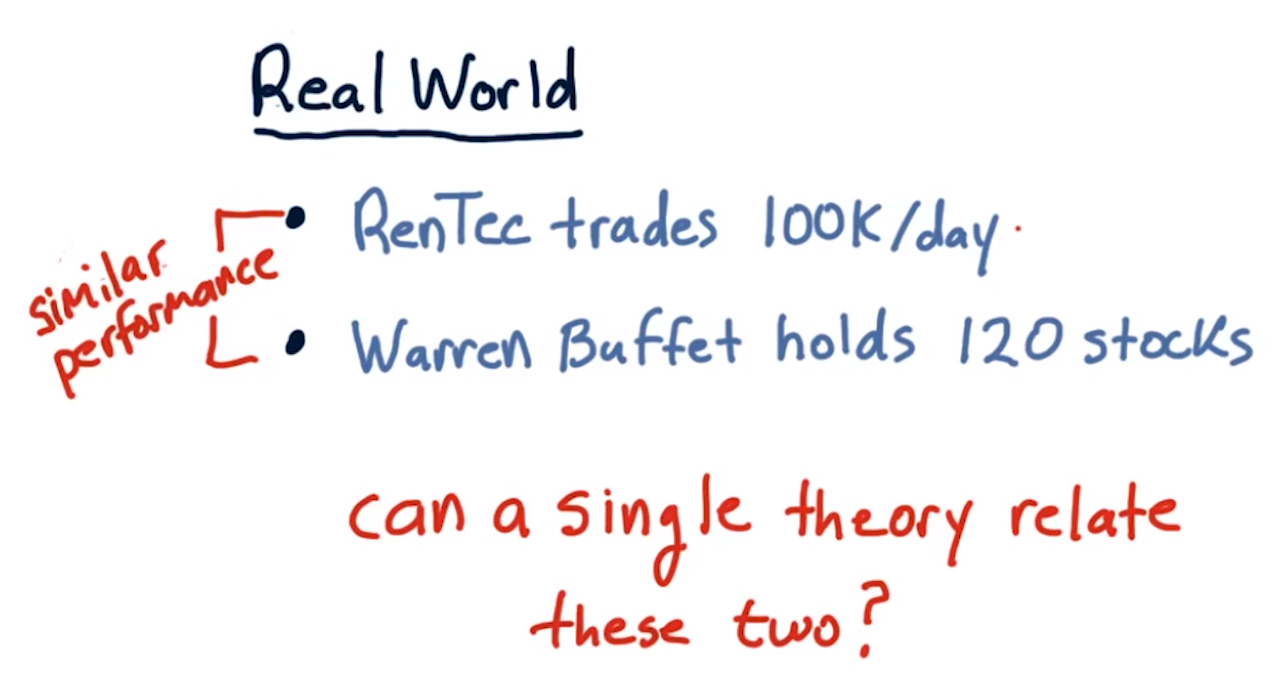 Real World
• RenTec trades 100K/day
similar
performance
• Warren Buffet holds 120 stocks
can a single theory relate
these two?